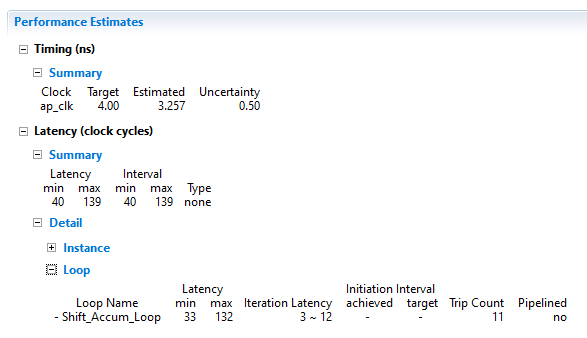 Performance Estimates
Timing (ns)
Summary
Clock Target Estimated Uncertainty
ap_clk 4.00 3.257 0.50
Latency (clock cycles)
Summary
Latency Interval
min max min max Type
40 139 40 139 none
Detail
Instance
Loop
Latency Initiation Interval
Loop Name min max Iteration Latency achieved target Trip Count Pipelined
- Shift_Accum_Loop 33 132 3 ~ 12 - - 11 no